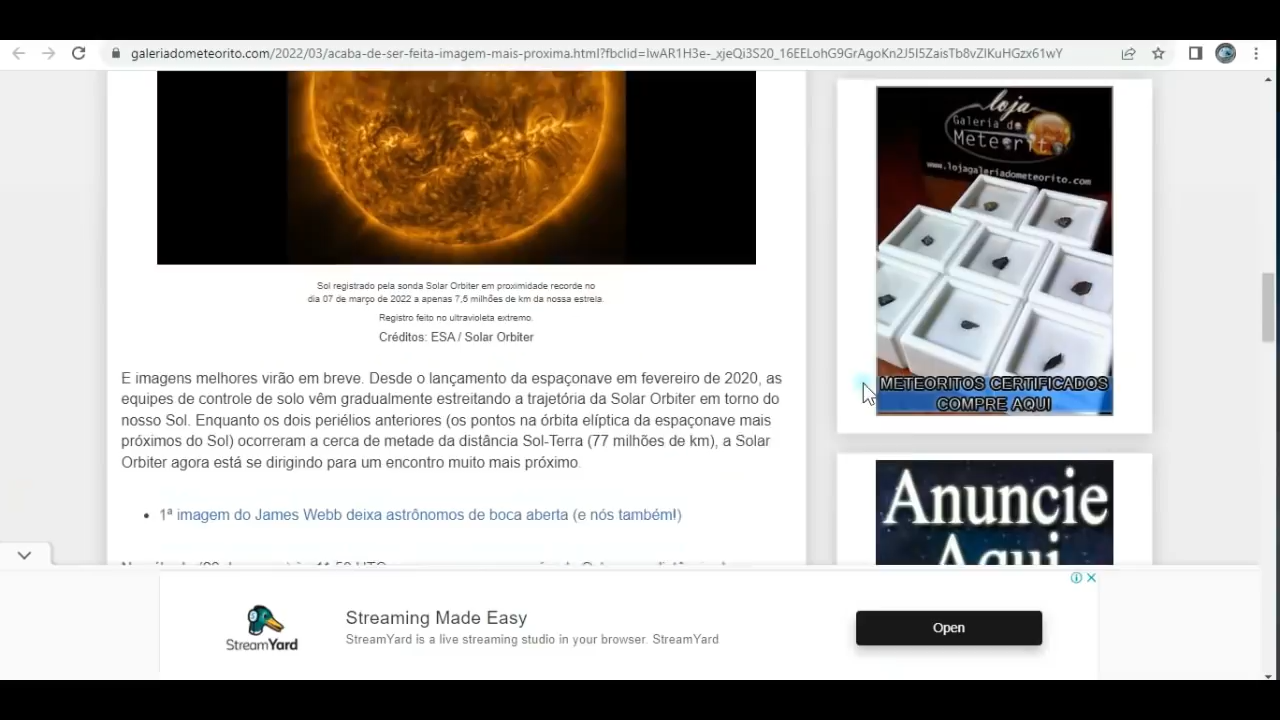 galeriadometeorito.com/2022/03/acaba-de-ser-feita-imagem-mais-proxima.html?fbclid=IwAR1H3e-_xjeQi3S20_16EELohG9GrAgoKn2J5I5ZaisTb8vZlKuHGzx61wY
Sol registrado pela sonda Solar Orbiter em proximidade recorde no
dia 07 de março de 2022 a apenas 7,5 milhões de km da nossa estrela.
Registro feito no ultravioleta extremo.
Créditos: ESA / Solar Orbiter
E imagens melhores virão em breve. Desde o lançamento da espaçonave em fevereiro de 2020, as
equipes de controle de solo vêm gradualmente estreitando a trajetória da Solar Orbiter em torno do
nosso Sol. Enquanto os dois periélios anteriores (os pontos na órbita elíptica da espaçonave mais
próximos do Sol) ocorreram a cerca de metade da distância Sol-Terra (77 milhões de km), a Solar
Orbiter agora está se dirigindo para um encontro muito mais próximo.
• 1ª imagem do James Webb deixa astrônomos de boca aberta (e nós também!)
loja
Galeria do
Meteorito
www.lojagaleriadometeorito.com
METEORITOS CERTIFICADOS
COMPRE AQUI
Anuncie
Aqui
StreamYard
Streaming Made Easy
StreamYard is a live streaming studio in your browser. StreamYard
Open